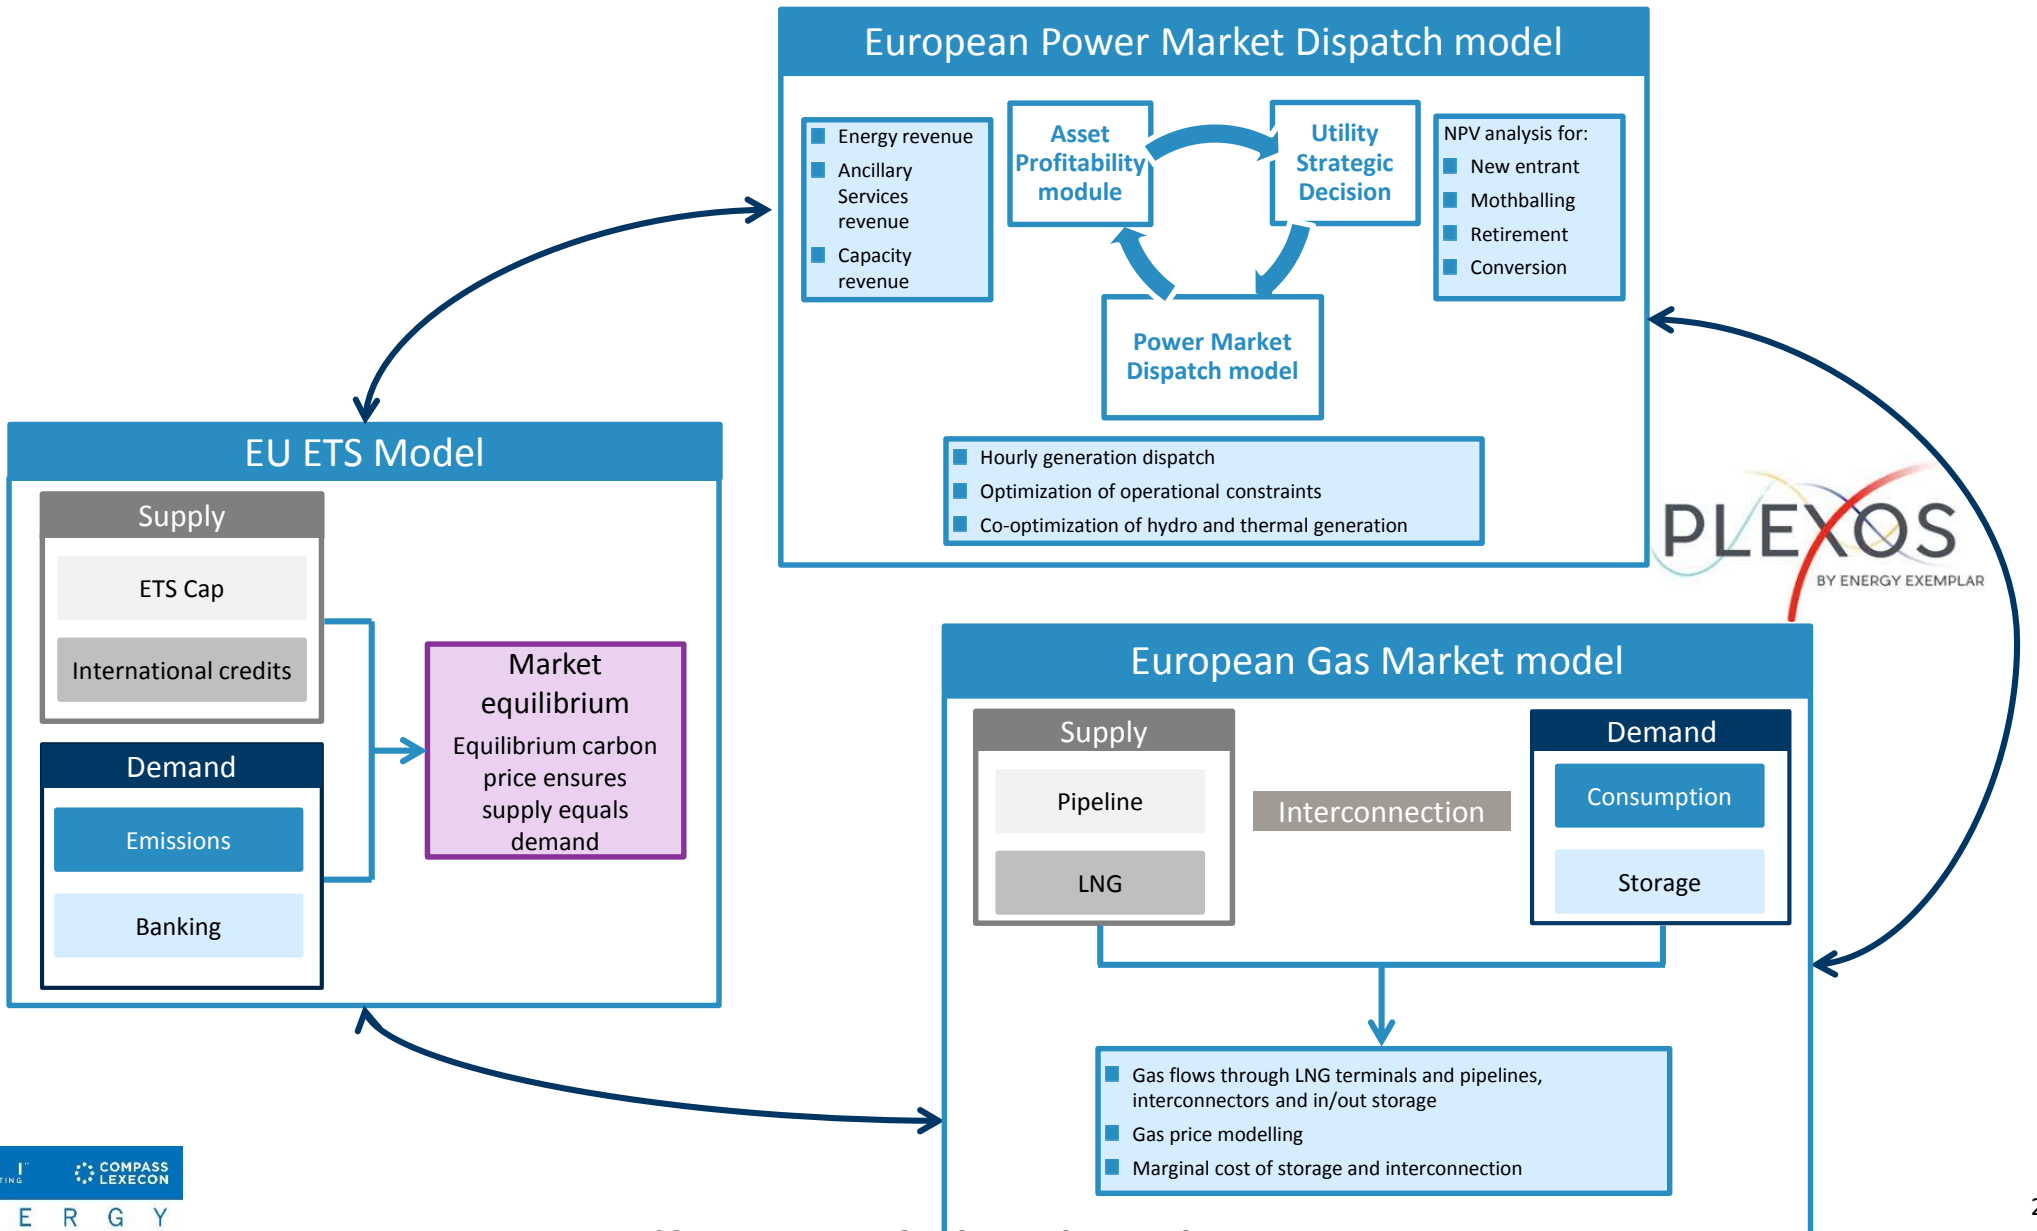 European Power Market Dispatch model
Energy revenue
Ancillary
Services
revenue
Capacity
revenue
Asset
Profitability
module
Utility
Strategic
Decision
NPV analysis for:
New entrant
Mothballing
Retirement
Conversion
Power Market
Dispatch model
Hourly generation dispatch
Optimization of operational constraints
Co-optimization of hydro and thermal generation
PLEXOS
BY ENERGY EXEMPLAR
EU ETS Model
Supply
ETS Cap
International credits
Demand
Emissions
Banking
Market
equilibrium
Equilibrium carbon
price ensures
supply equals
demand
European Gas Market model
Supply
Pipeline
LNG
Interconnection
Demand
Consumption
Storage
Gas flows through LNG terminals and pipelines,
interconnectors and in/out storage
Gas price modelling
Marginal cost of storage and interconnection
COMPASS
LEXECON
E R G Y